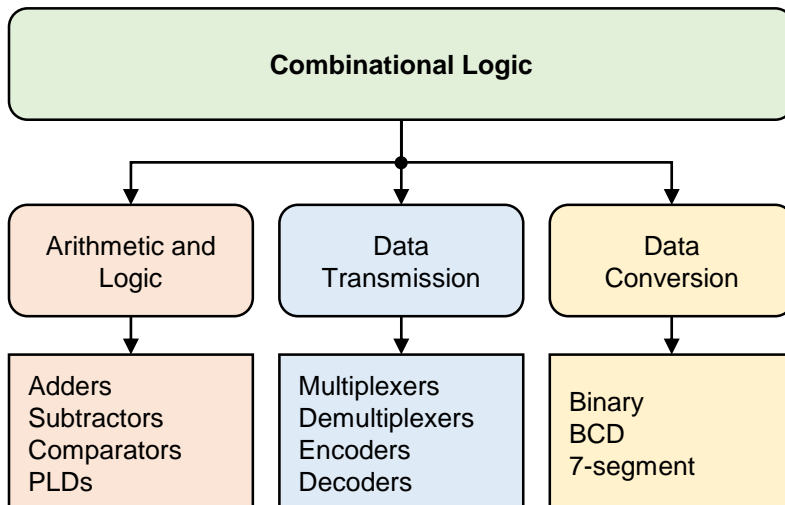 Combinational Logic
Arithmetic and
Logic
Data
Transmission
Data
Conversion
Adders
Subtractors
Comparators
PLDs
Multiplexers
Demultiplexers
Encoders
Decoders
Binary
BCD
7-segment